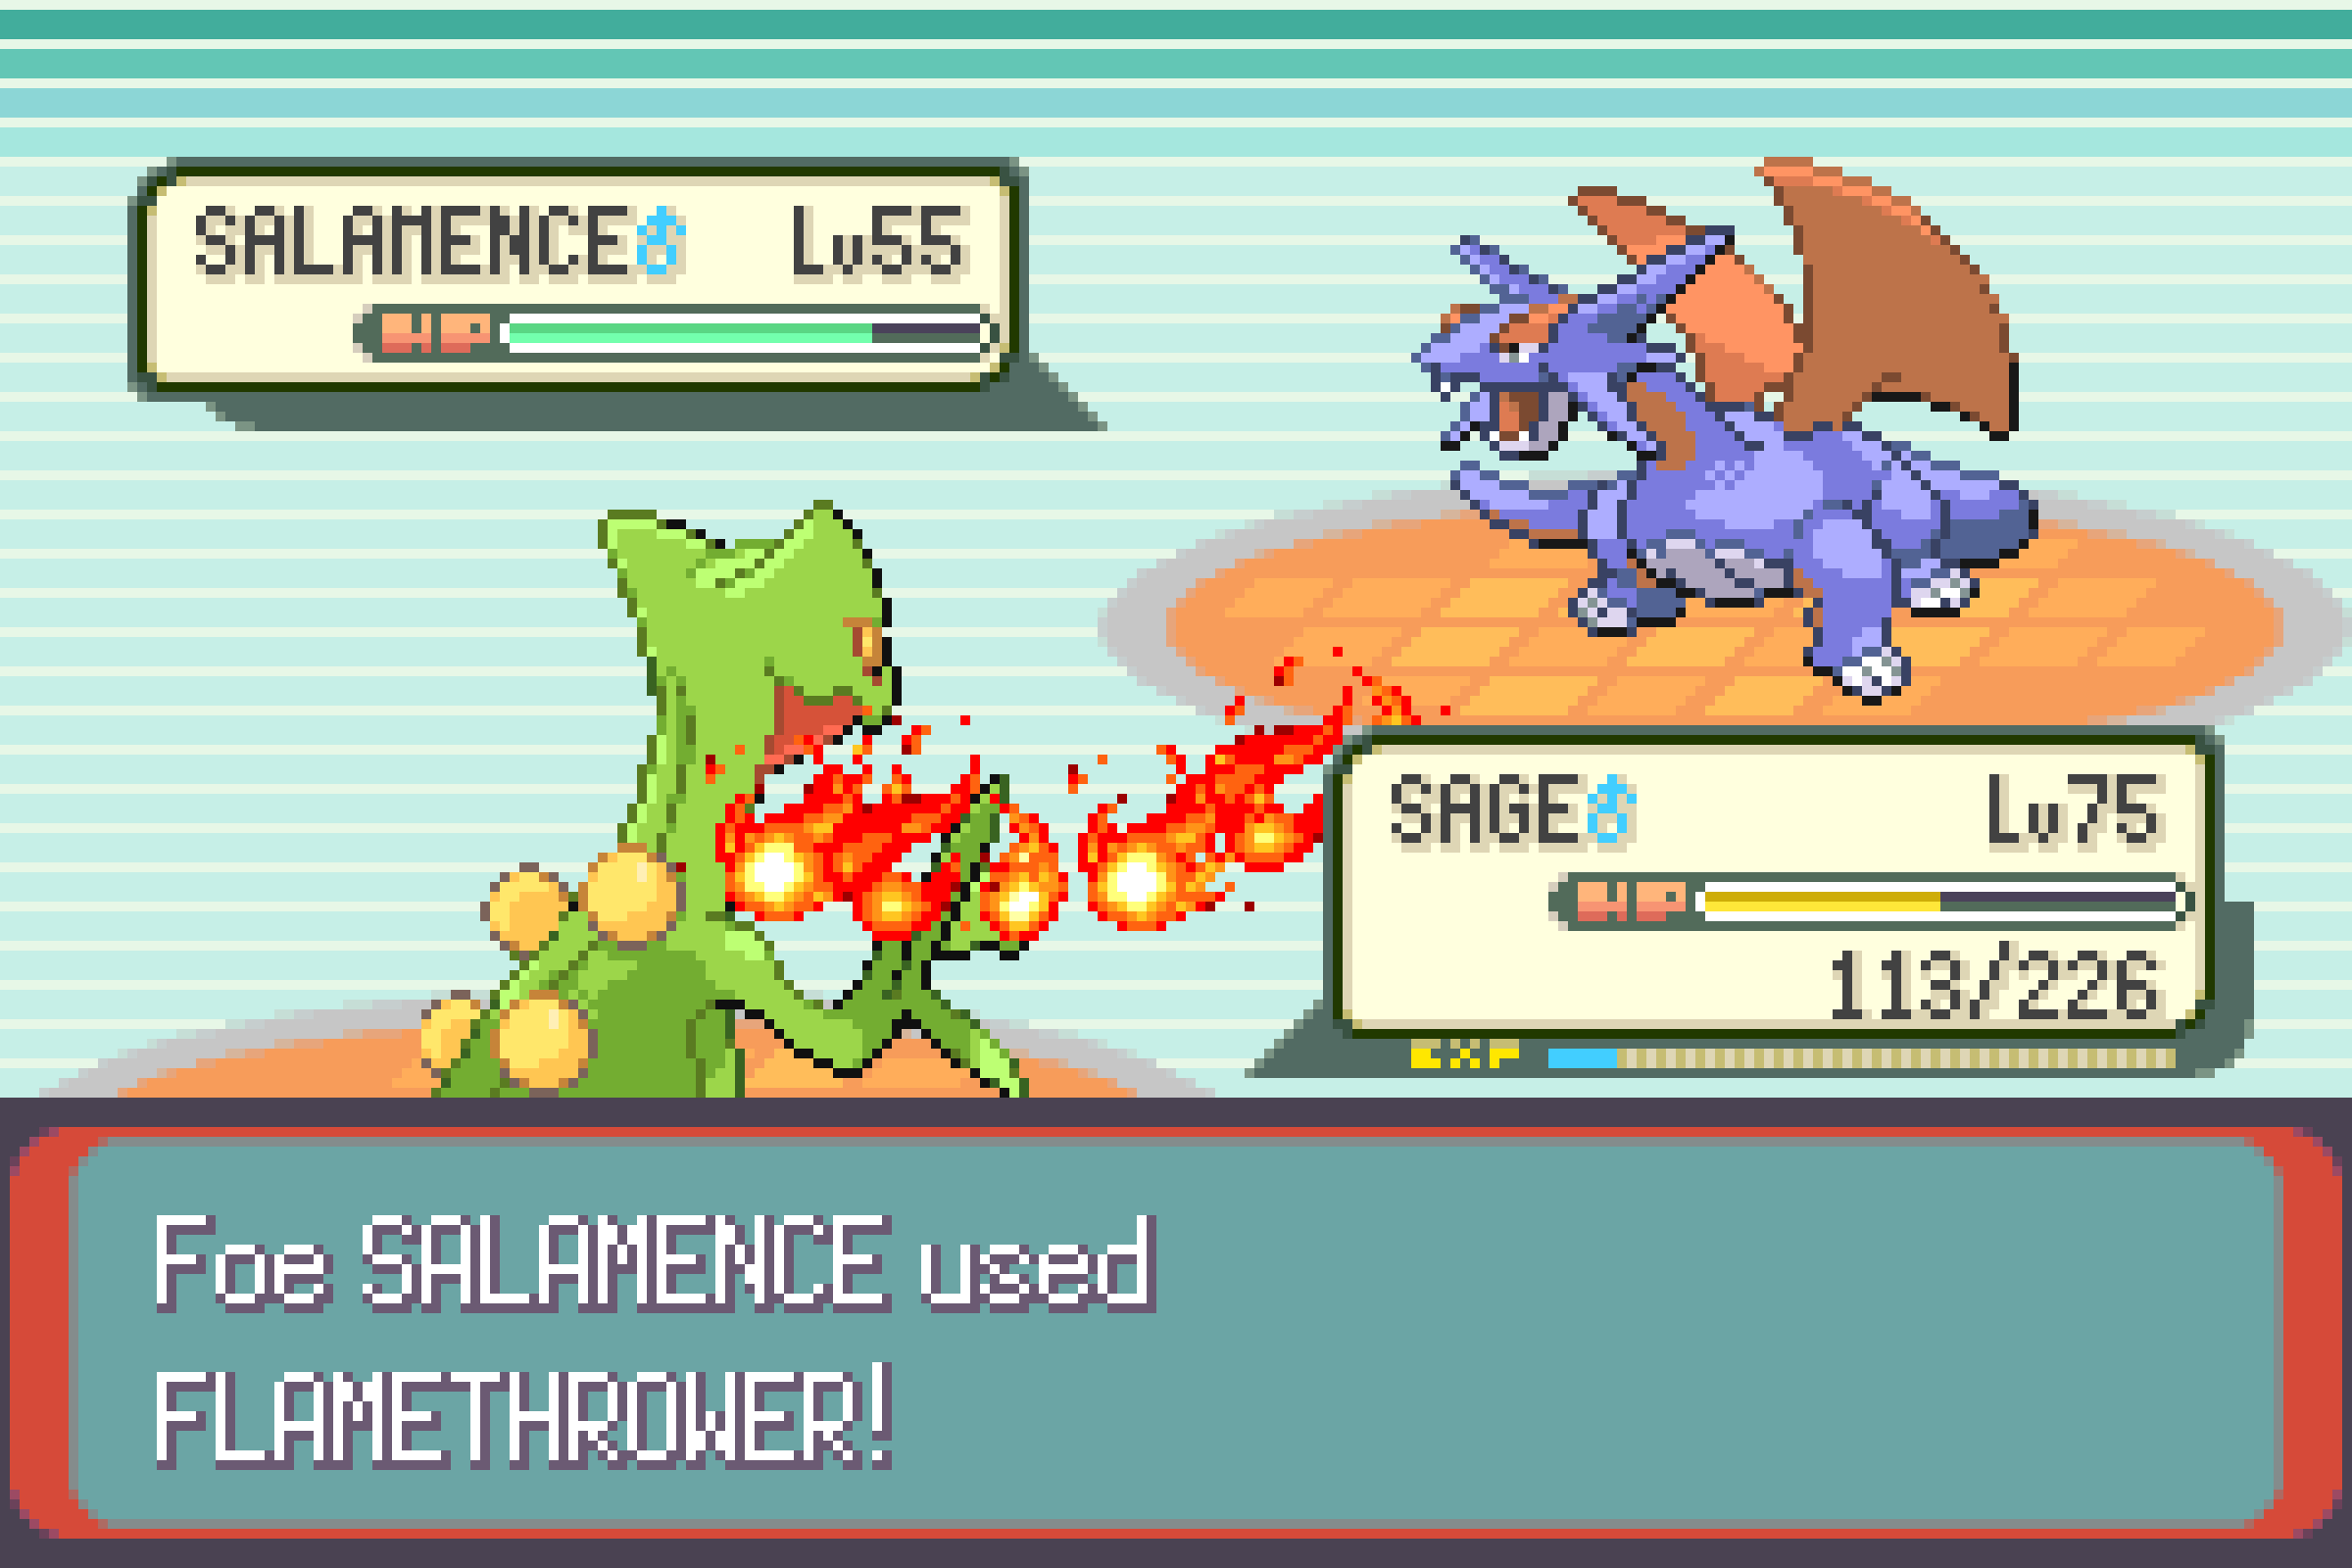 SALAMENCE♂ Lv55
HP
SAGE♂ Lv75
HP
113/226
EXP
Foe SALAMENCE used
FLAMETHROWER!